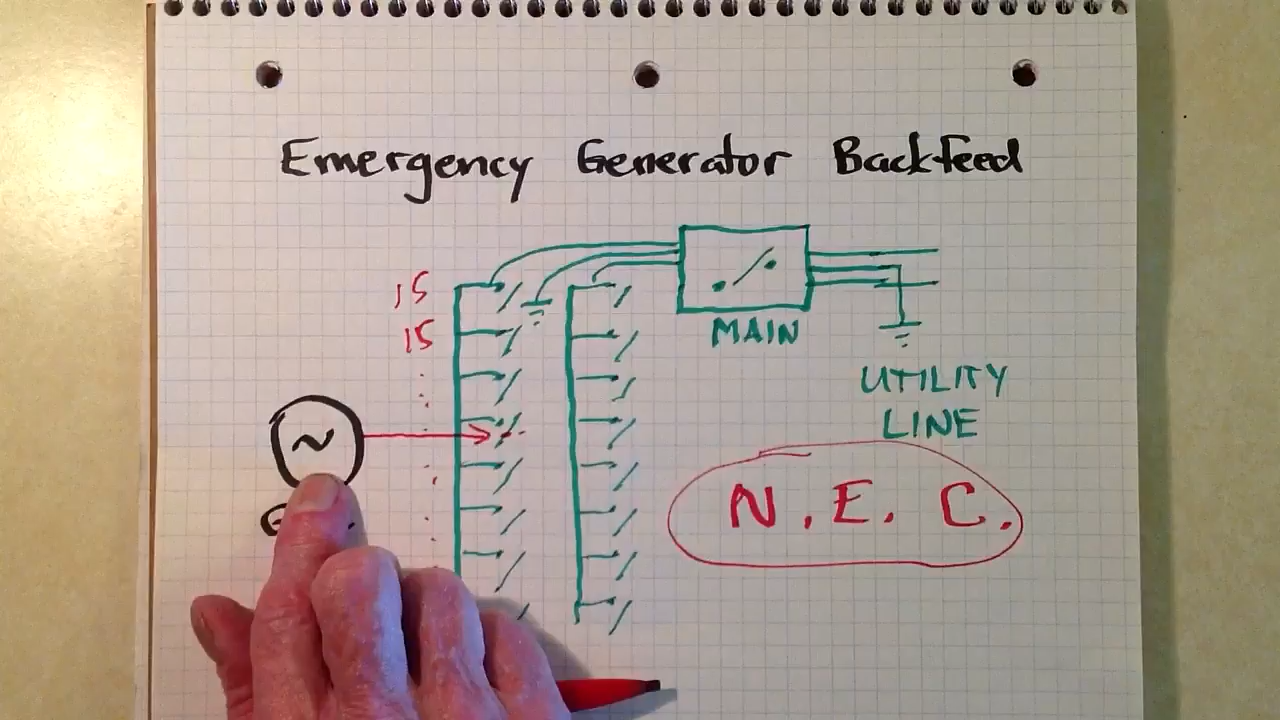 Emergency Generator Backfeed
15
15
MAIN
UTILITY
LINE
~
N. E. C.